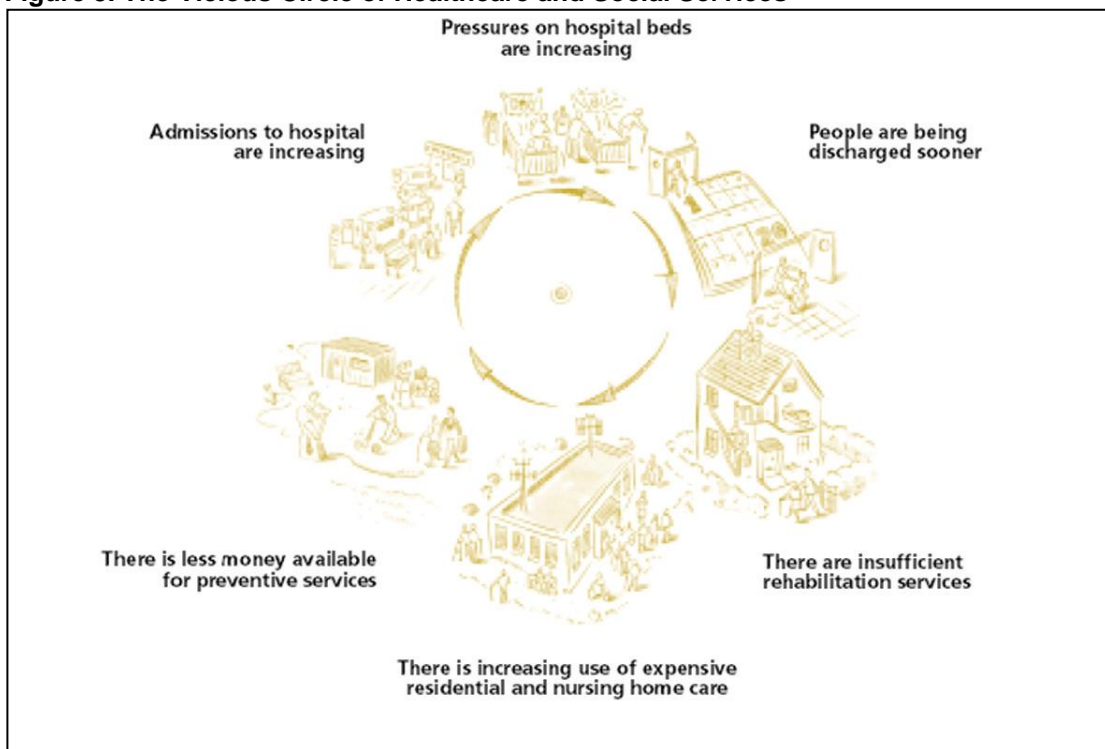 Pressures on hospital beds
are increasing
Admissions to hospital
are increasing
People are being
discharged sooner
There is less money available
for preventive services
There are insufficient
rehabilitation services
There is increasing use of expensive
residential and nursing home care